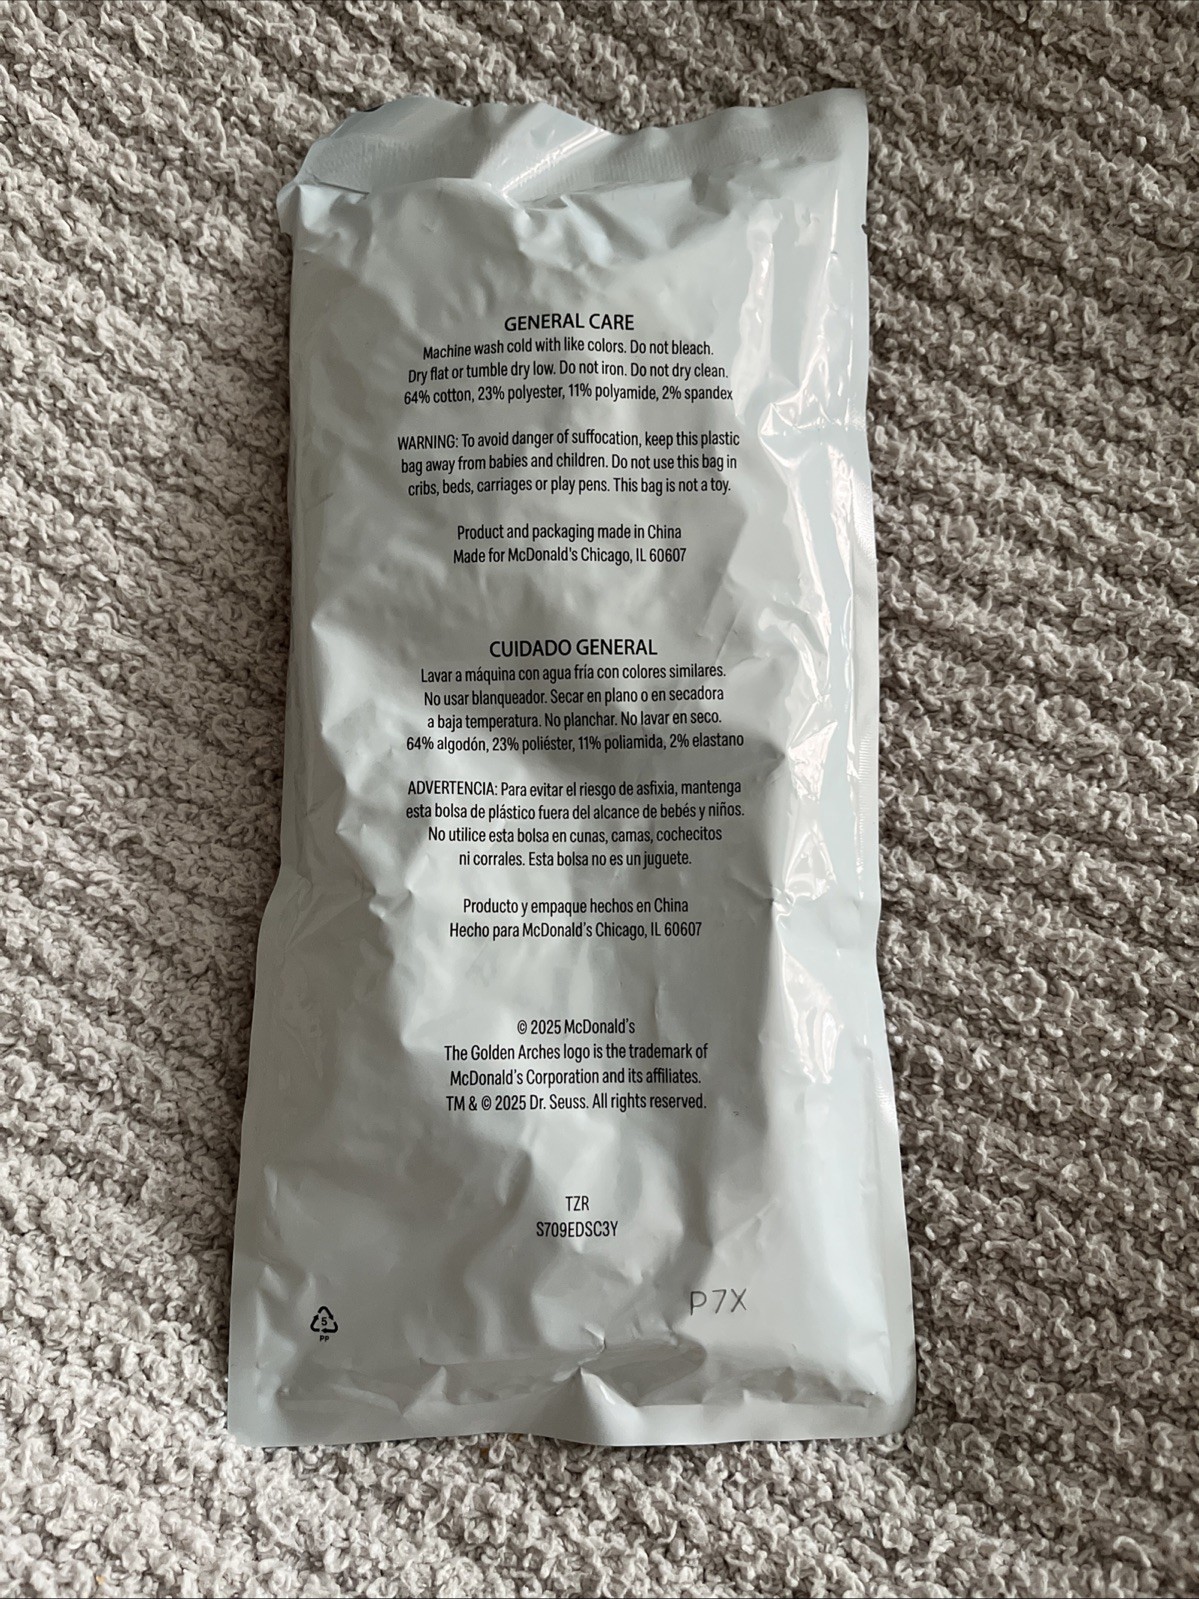 GENERAL CARE
Machine wash cold with like colors. Do not bleach.
Dry flat or tumble dry low. Do not iron. Do not dry clean.
64% cotton, 23% polyester, 11% polyamide, 2% spandex
WARNING: To avoid danger of suffocation, keep this plastic
bag away from babies and children. Do not use this bag in
cribs, beds, carriages or play pens. This bag is not a toy.
Product and packaging made in China
Made for McDonald's Chicago, IL 60607
CUIDADO GENERAL
Lavar a máquina con agua fría con colores similares.
No usar blanqueador. Secar en plano o en secadora
a baja temperatura. No planchar. No lavar en seco.
64% algodón, 23% poliéster, 11% poliamida, 2% elastano
ADVERTENCIA: Para evitar el riesgo de asfixia, mantenga
esta bolsa de plástico fuera del alcance de bebés y niños.
No utilice esta bolsa en cunas, camas, cochecitos
ni corrales. Esta bolsa no es un juguete.
Producto y empaque hechos en China
Hecho para McDonald's Chicago, IL 60607
© 2025 McDonald's
The Golden Arches logo is the trademark of
McDonald's Corporation and its affiliates.
TM & © 2025 Dr. Seuss. All rights reserved.
TZR
S709EDSC3Y
P7X
5
PP